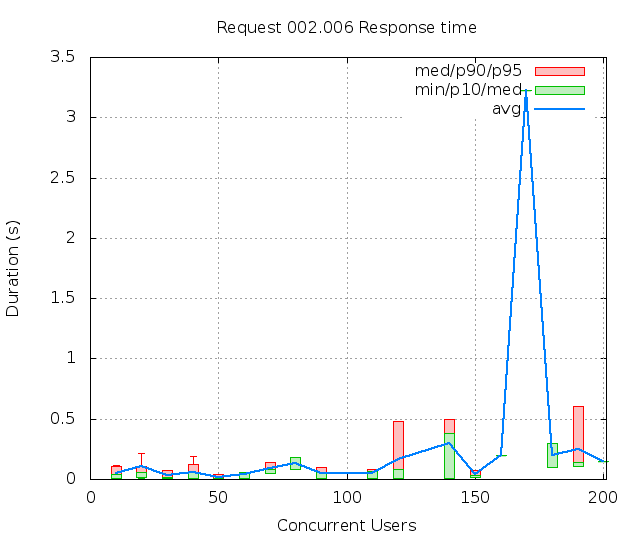 Request 002.006 Response time
3.5
3
2.5
2
1.5
1
0.5
0
Duration (s)
med/p90/p95
min/p10/med
avg
0 50 100 150 200
Concurrent Users